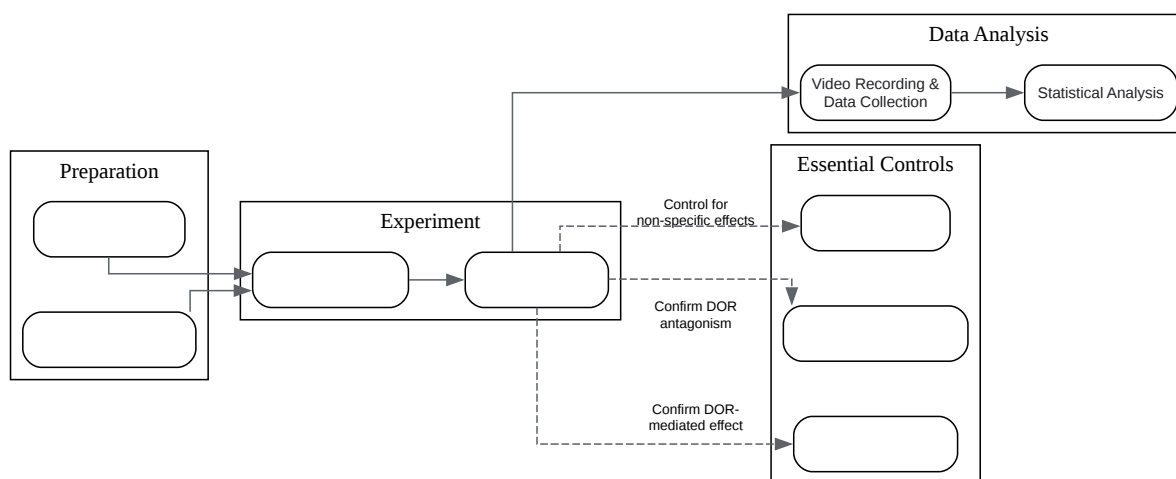 Data Analysis
Video Recording &
Data Collection
Statistical Analysis
Preparation
Essential Controls
Experiment
Control for
non-specific effects
Confirm DOR
antagonism
Confirm DOR-
mediated effect